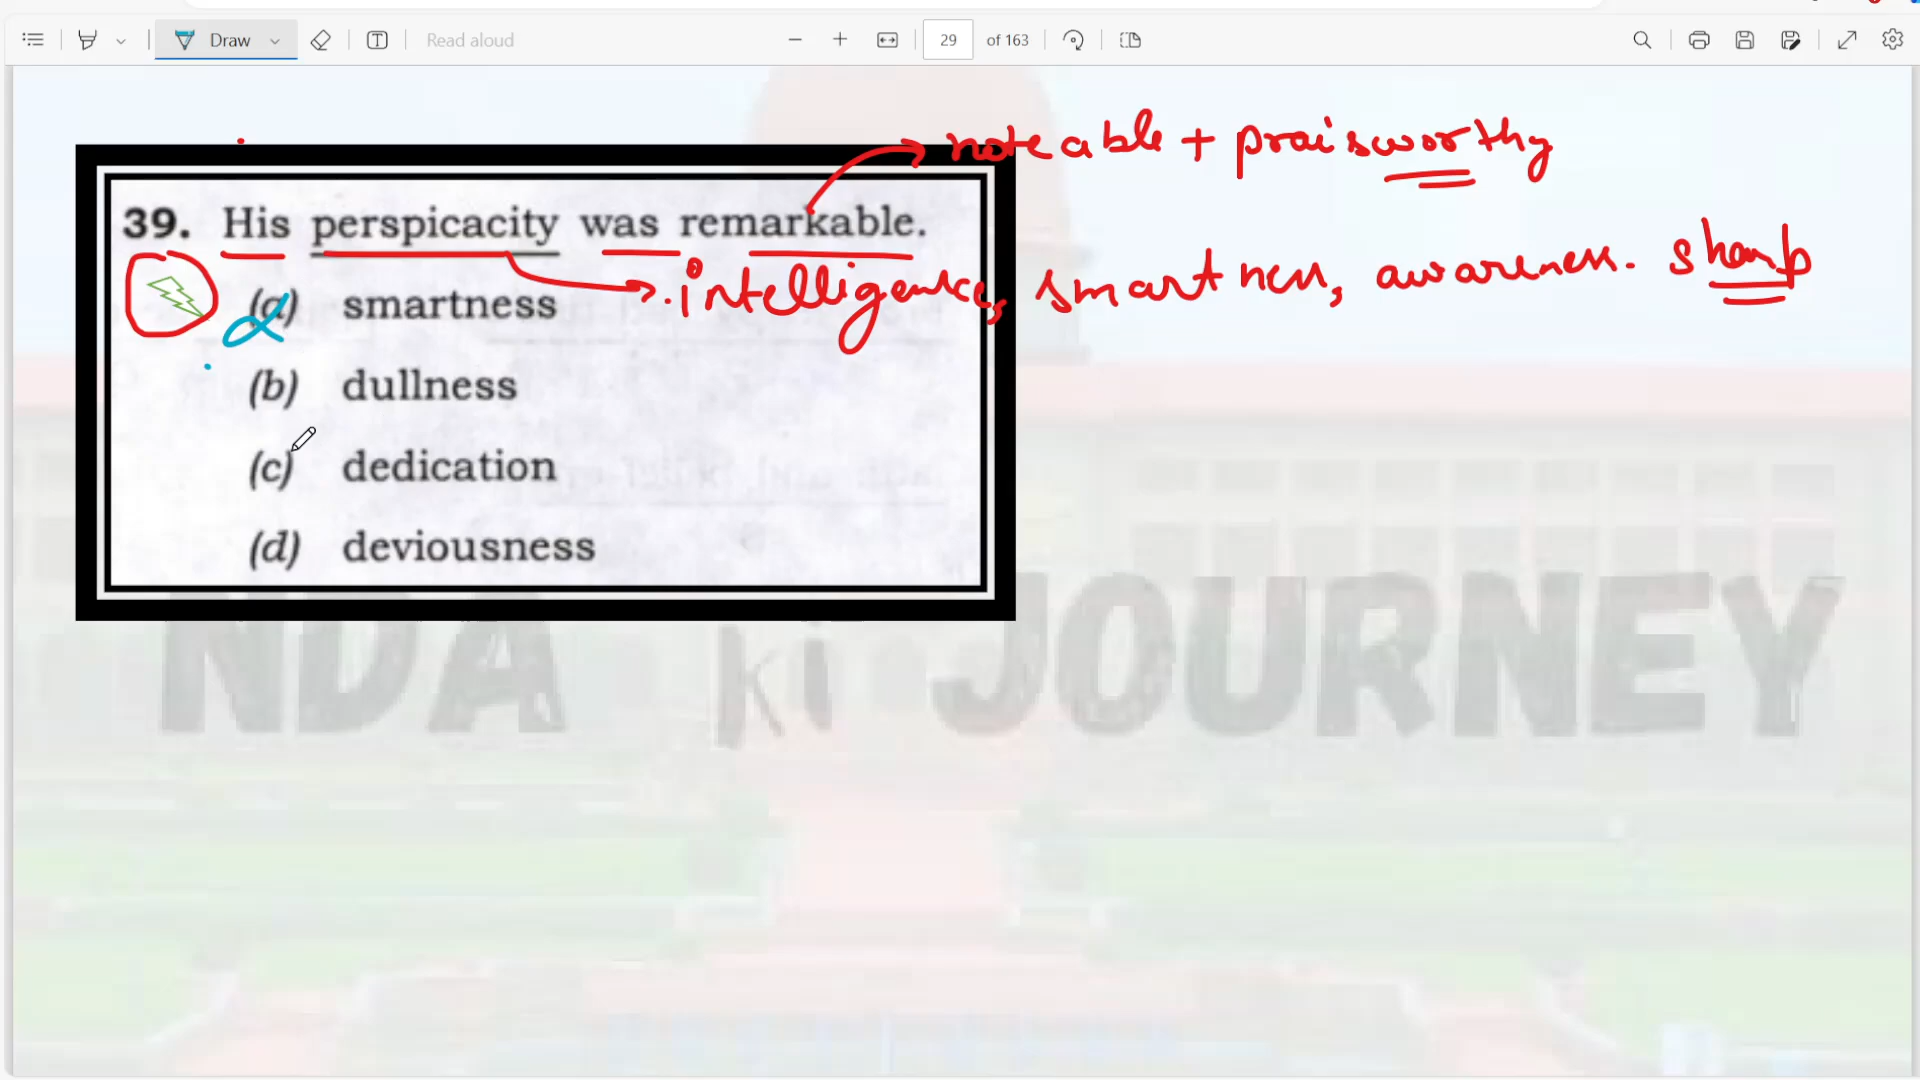 Draw
Read aloud
29 of 163
noteable + praisworthy
39. His perspicacity was remarkable.
intelligence, smartness, awareness. sharp
(a) smartness
(b) dullness
(c) dedication
(d) deviousness
NDA ki JOURNEY